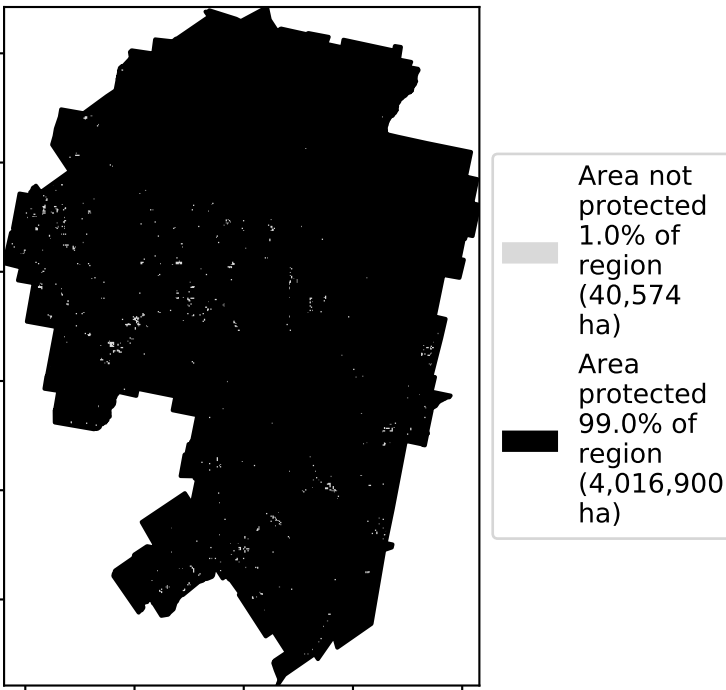 Area not
protected
1.0% of
region
(40,574
ha)
Area
protected
99.0% of
region
(4,016,900
ha)